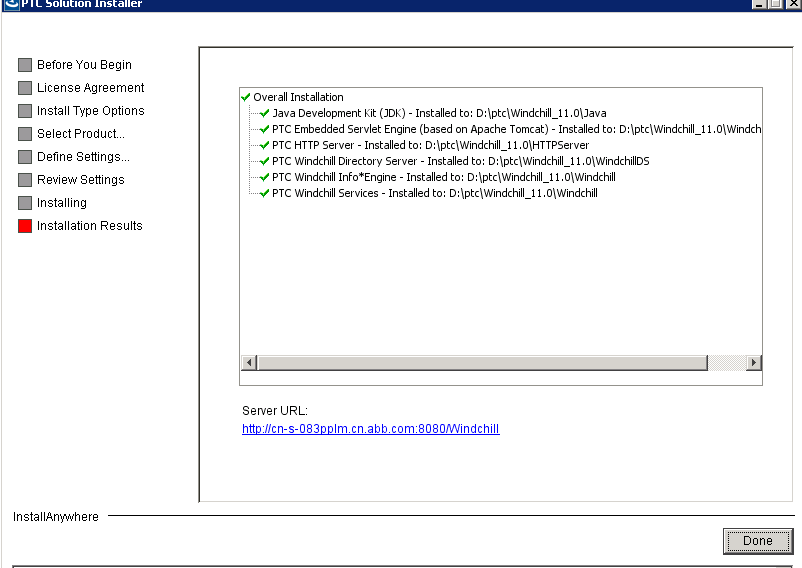 PTC Solution Installer
Before You Begin
License Agreement
Install Type Options
Select Product...
Define Settings...
Review Settings
Installing
Installation Results
Overall Installation
Java Development Kit (JDK) - Installed to: D:\ptc\Windchill_11.0\Java
PTC Embedded Servlet Engine (based on Apache Tomcat) - Installed to: D:\ptc\Windchill_11.0\Windch
PTC HTTP Server - Installed to: D:\ptc\Windchill_11.0\HTTPServer
PTC Windchill Directory Server - Installed to: D:\ptc\Windchill_11.0\WindchillDS
PTC Windchill Info*Engine - Installed to: D:\ptc\Windchill_11.0\Windchill
PTC Windchill Services - Installed to: D:\ptc\Windchill_11.0\Windchill
Server URL:
http://cn-s-083pplm.cn.abb.com:8080/Windchill
InstallAnywhere
Done